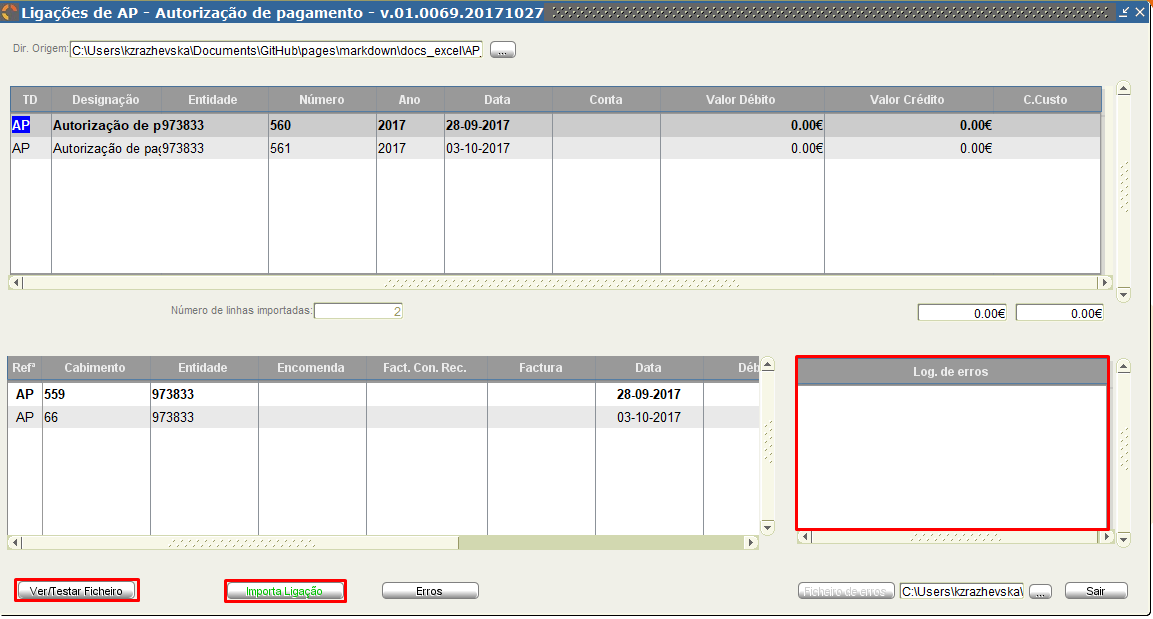 Ligações de AP - Autorização de pagamento - v.01.0069.20171027
Dir. Origem: C:\Users\kzrazhevska\Documents\GitHub\pages\markdown\docs_excel\AP. ...
TD Designação Entidade Número Ano Data Conta Valor Débito Valor Crédito C.Custo
AP Autorização de p 973833 560 2017 28-09-2017 0.00€ 0.00€
AP Autorização de pag 973833 561 2017 03-10-2017 0.00€ 0.00€
Número de linhas importadas: 2 0.00€ 0.00€
Refª Cabimento Entidade Encomenda Fact. Con. Rec. Factura Data Déb Log. de erros
AP 559 973833 28-09-2017
AP 66 973833 03-10-2017
Ver/Testar Ficheiro Importa Ligação Erros Ficheiro de erros C:\Users\kzrazhevska\ ... Sair